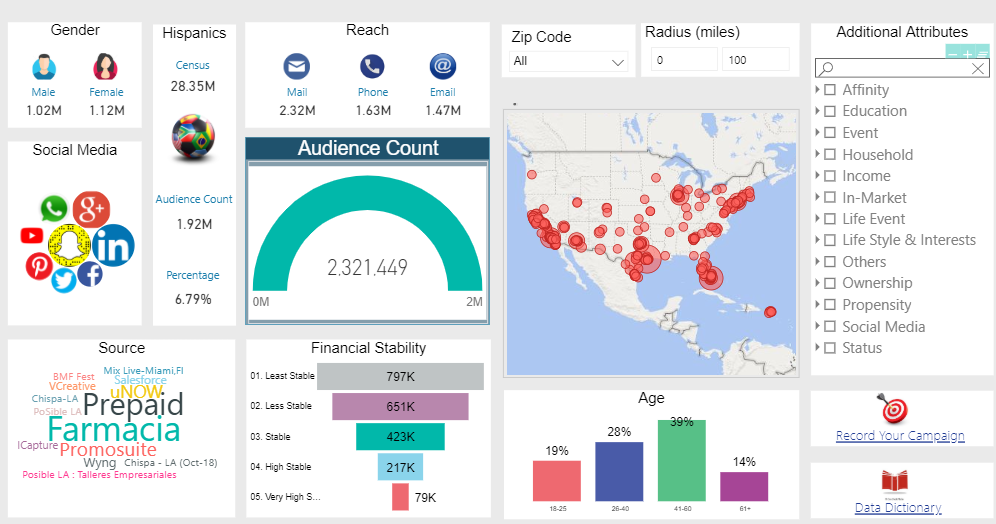 Gender
Male
Female
1.02M
1.12M
Social Media
Hispanics
Census
28.35M
Audience Count
1.92M
Percentage
6.79%
Reach
Mail
Phone
Email
2.32M
1.63M
1.47M
Audience Count
2,321,449
0M
2M
Zip Code
All
Radius (miles)
0
100
Additional Attributes
Affinity
Education
Event
Household
Income
In-Market
Life Event
Life Style & Interests
Others
Ownership
Propensity
Social Media
Status
Source
BMF Fest
Mix Live-Miami,Fl
VCreative
Salesforce
uNOW
Chispa-LA
Prepaid
PoSible LA
Farmacia
ICapture
Promosuite
Wyng
Chispa - LA (Oct-18)
Posible LA : Talleres Empresariales
Financial Stability
01. Least Stable
797K
02. Less Stable
651K
03. Stable
423K
04. High Stable
217K
05. Very High S...
79K
Age
19%
28%
39%
14%
18-25
26-40
41-60
61+
Record Your Campaign
Data Dictionary